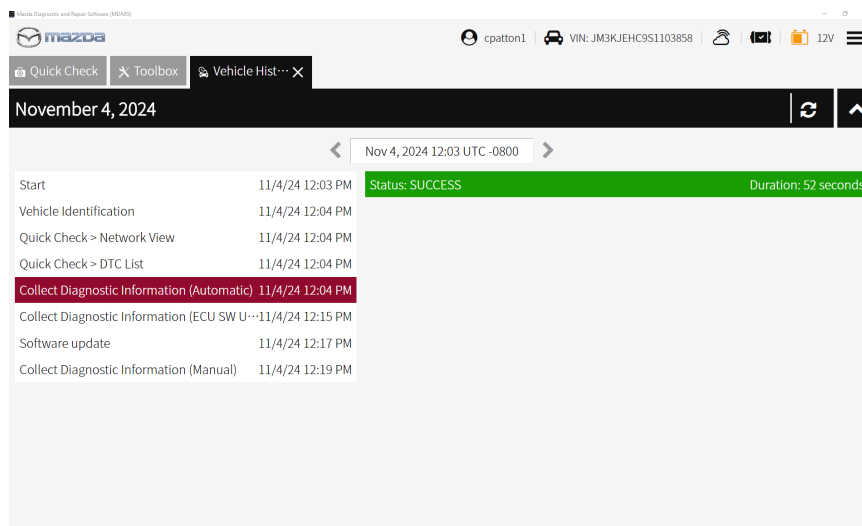 Mazda Diagnostic and Repair Software (MDARS)
mazda
cpatton1
VIN: JM3KJEHC9S1103858
12V
Quick Check
Toolbox
Vehicle Hist···
November 4, 2024
Nov 4, 2024 12:03 UTC -0800
Start 11/4/24 12:03 PM
Status: SUCCESS Duration: 52 seconds
Vehicle Identification 11/4/24 12:04 PM
Quick Check > Network View 11/4/24 12:04 PM
Quick Check > DTC List 11/4/24 12:04 PM
Collect Diagnostic Information (Automatic) 11/4/24 12:04 PM
Collect Diagnostic Information (ECU SW U···11/4/24 12:15 PM
Software update 11/4/24 12:17 PM
Collect Diagnostic Information (Manual) 11/4/24 12:19 PM